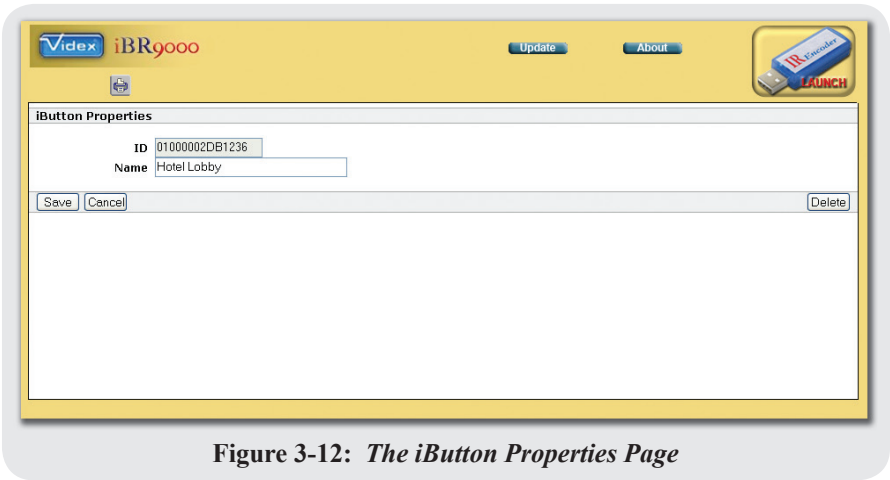 Videx iBR9000
Update
About
IR Encoder
LAUNCH
iButton Properties
ID 01000002DB1236
Name Hotel Lobby
Save Cancel Delete
Figure 3-12: The iButton Properties Page